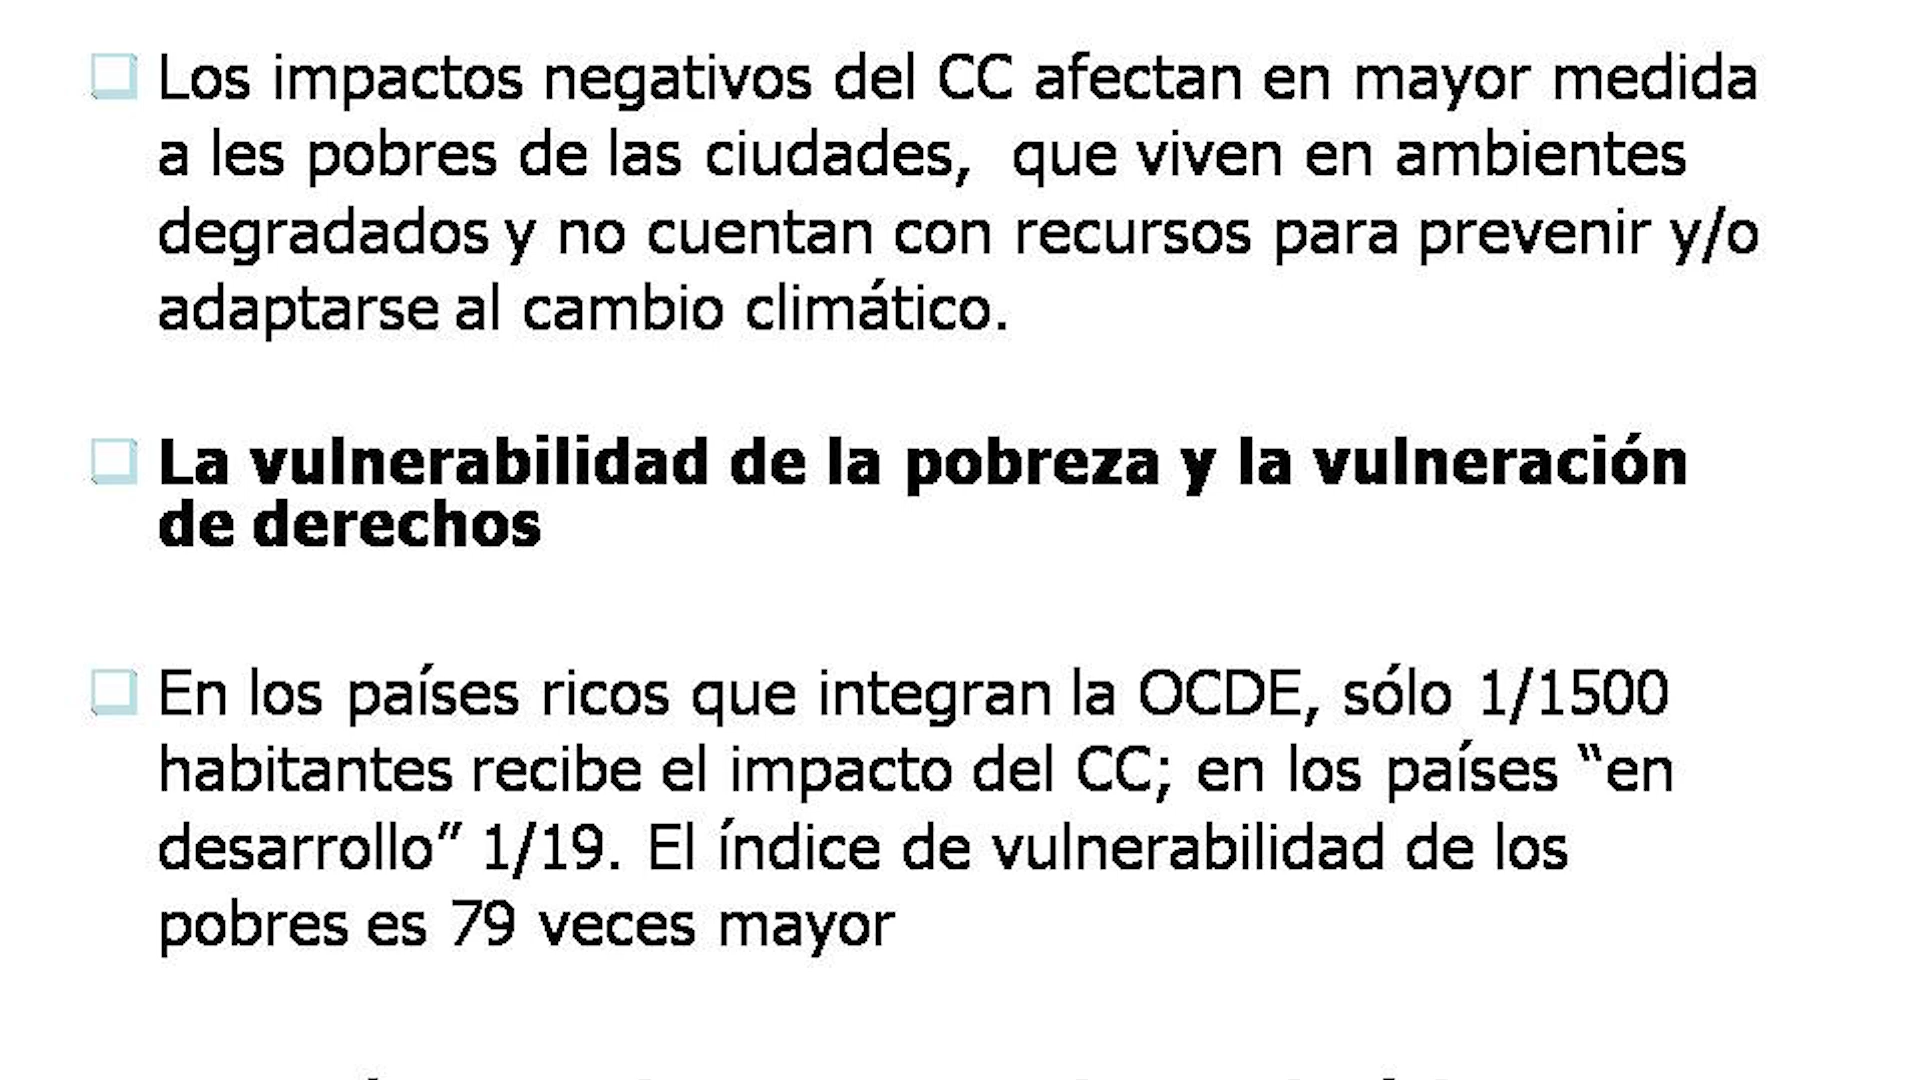 Los impactos negativos del CC afectan en mayor medida
a les pobres de las ciudades, que viven en ambientes
degradados y no cuentan con recursos para prevenir y/o
adaptarse al cambio climático.
La vulnerabilidad de la pobreza y la vulneración
de derechos
En los países ricos que integran la OCDE, sólo 1/1500
habitantes recibe el impacto del CC; en los países “en
desarrollo” 1/19. El índice de vulnerabilidad de los
pobres es 79 veces mayor